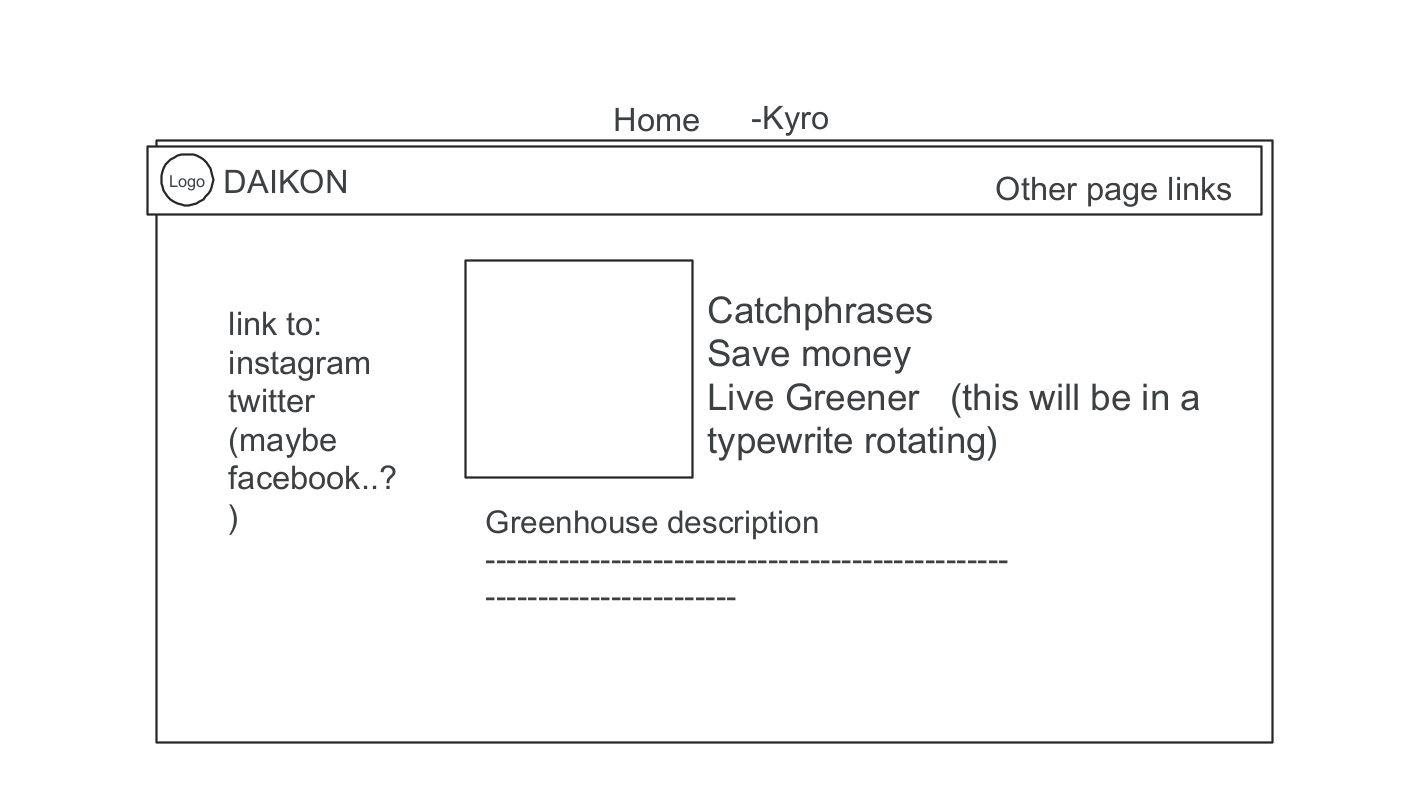 Home -Kyro
Logo DAIKON
Other page links
link to:
instagram
twitter
(maybe
facebook..?
)
Catchphrases
Save money
Live Greener (this will be in a
typewrite rotating)
Greenhouse description
--------------------------------------------------
------------------------